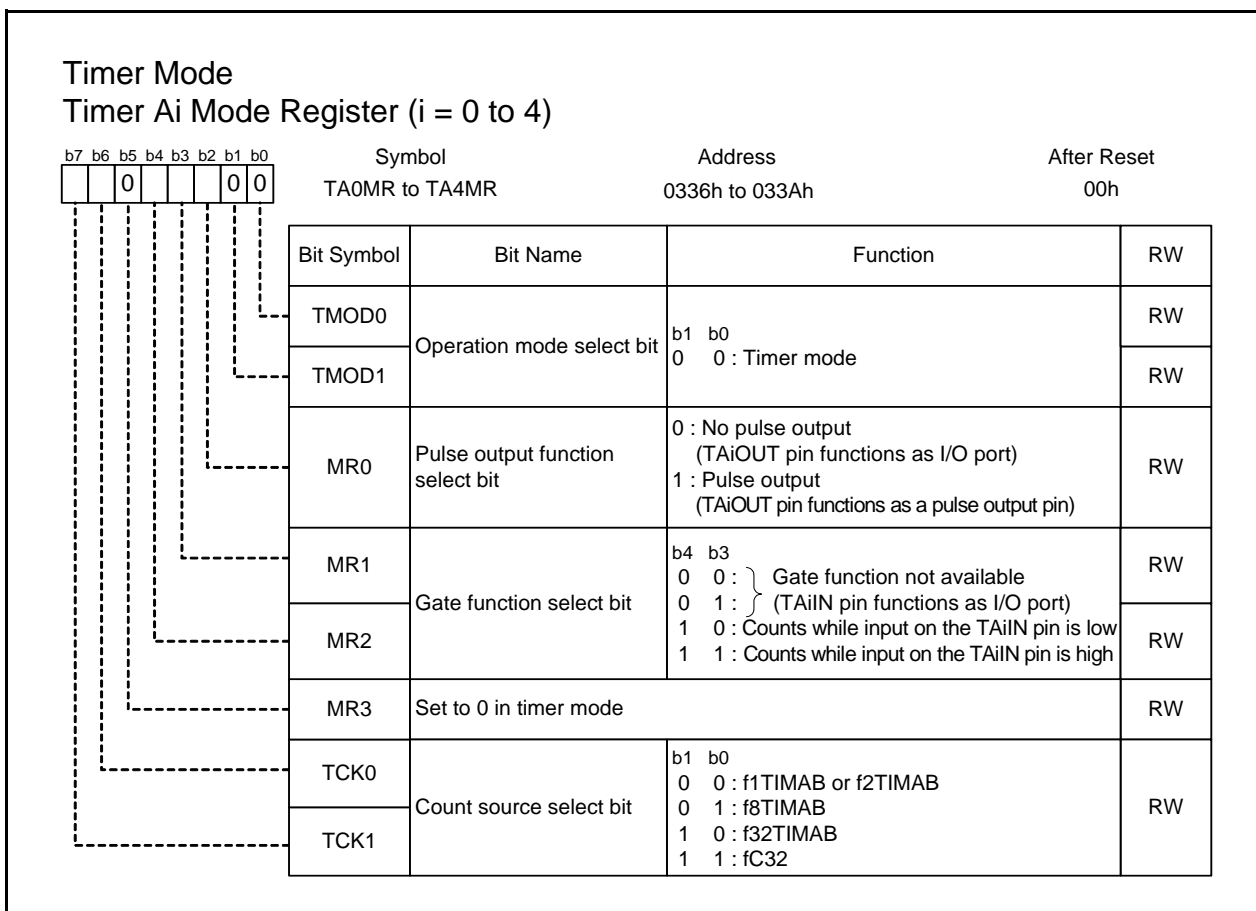 Timer Mode
Timer Ai Mode Register (i = 0 to 4)
b7 b6 b5 b4 b3 b2 b1 b0
0 0 0
Symbol Address After Reset
TA0MR to TA4MR 0336h to 033Ah 00h
Bit Symbol Bit Name Function RW
TMOD0
TMOD1
Operation mode select bit
b1 b0
0 0 : Timer mode
RW
RW
MR0
Pulse output function
select bit
0 : No pulse output
(TAiOUT pin functions as I/O port)
1 : Pulse output
(TAiOUT pin functions as a pulse output pin)
RW
MR1
MR2
Gate function select bit
b4 b3
0 0 : Gate function not available
0 1 : (TAiIN pin functions as I/O port)
1 0 : Counts while input on the TAiIN pin is low
1 1 : Counts while input on the TAiIN pin is high
RW
RW
MR3 Set to 0 in timer mode RW
TCK0
TCK1
Count source select bit
b1 b0
0 0 : f1TIMAB or f2TIMAB
0 1 : f8TIMAB
1 0 : f32TIMAB
1 1 : fC32
RW